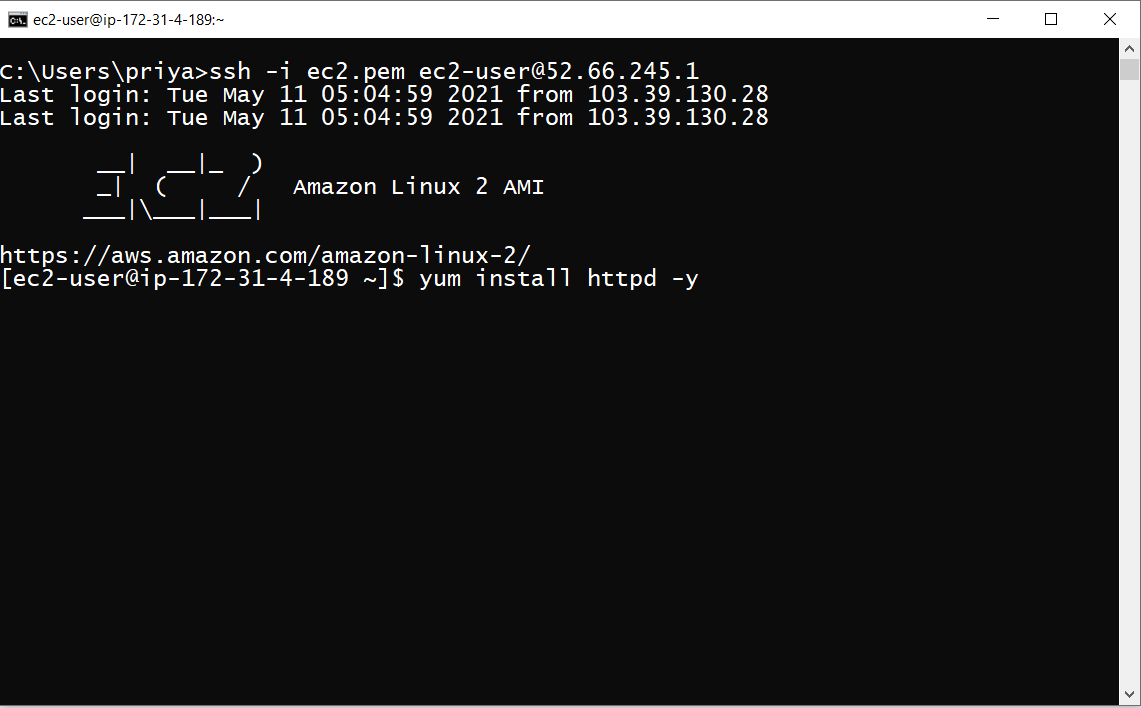 ec2-user@ip-172-31-4-189:~
C:\Users\priya>ssh -i ec2.pem ec2-user@52.66.245.1
Last login: Tue May 11 05:04:59 2021 from 103.39.130.28
Last login: Tue May 11 05:04:59 2021 from 103.39.130.28
       __|  __|_  )
       _|  (     /   Amazon Linux 2 AMI
      ___|\___|___|
https://aws.amazon.com/amazon-linux-2/
[ec2-user@ip-172-31-4-189 ~]$ yum install httpd -y